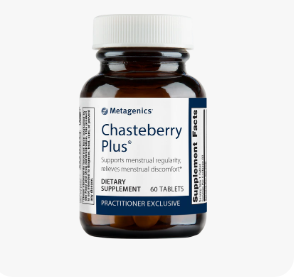 Metagenics®
Chasteberry
Plus®
Supports menstrual regularity,
relieves menstrual discomfort*
DIETARY
SUPPLEMENT 60 TABLETS
PRACTITIONER EXCLUSIVE
Supplement Facts